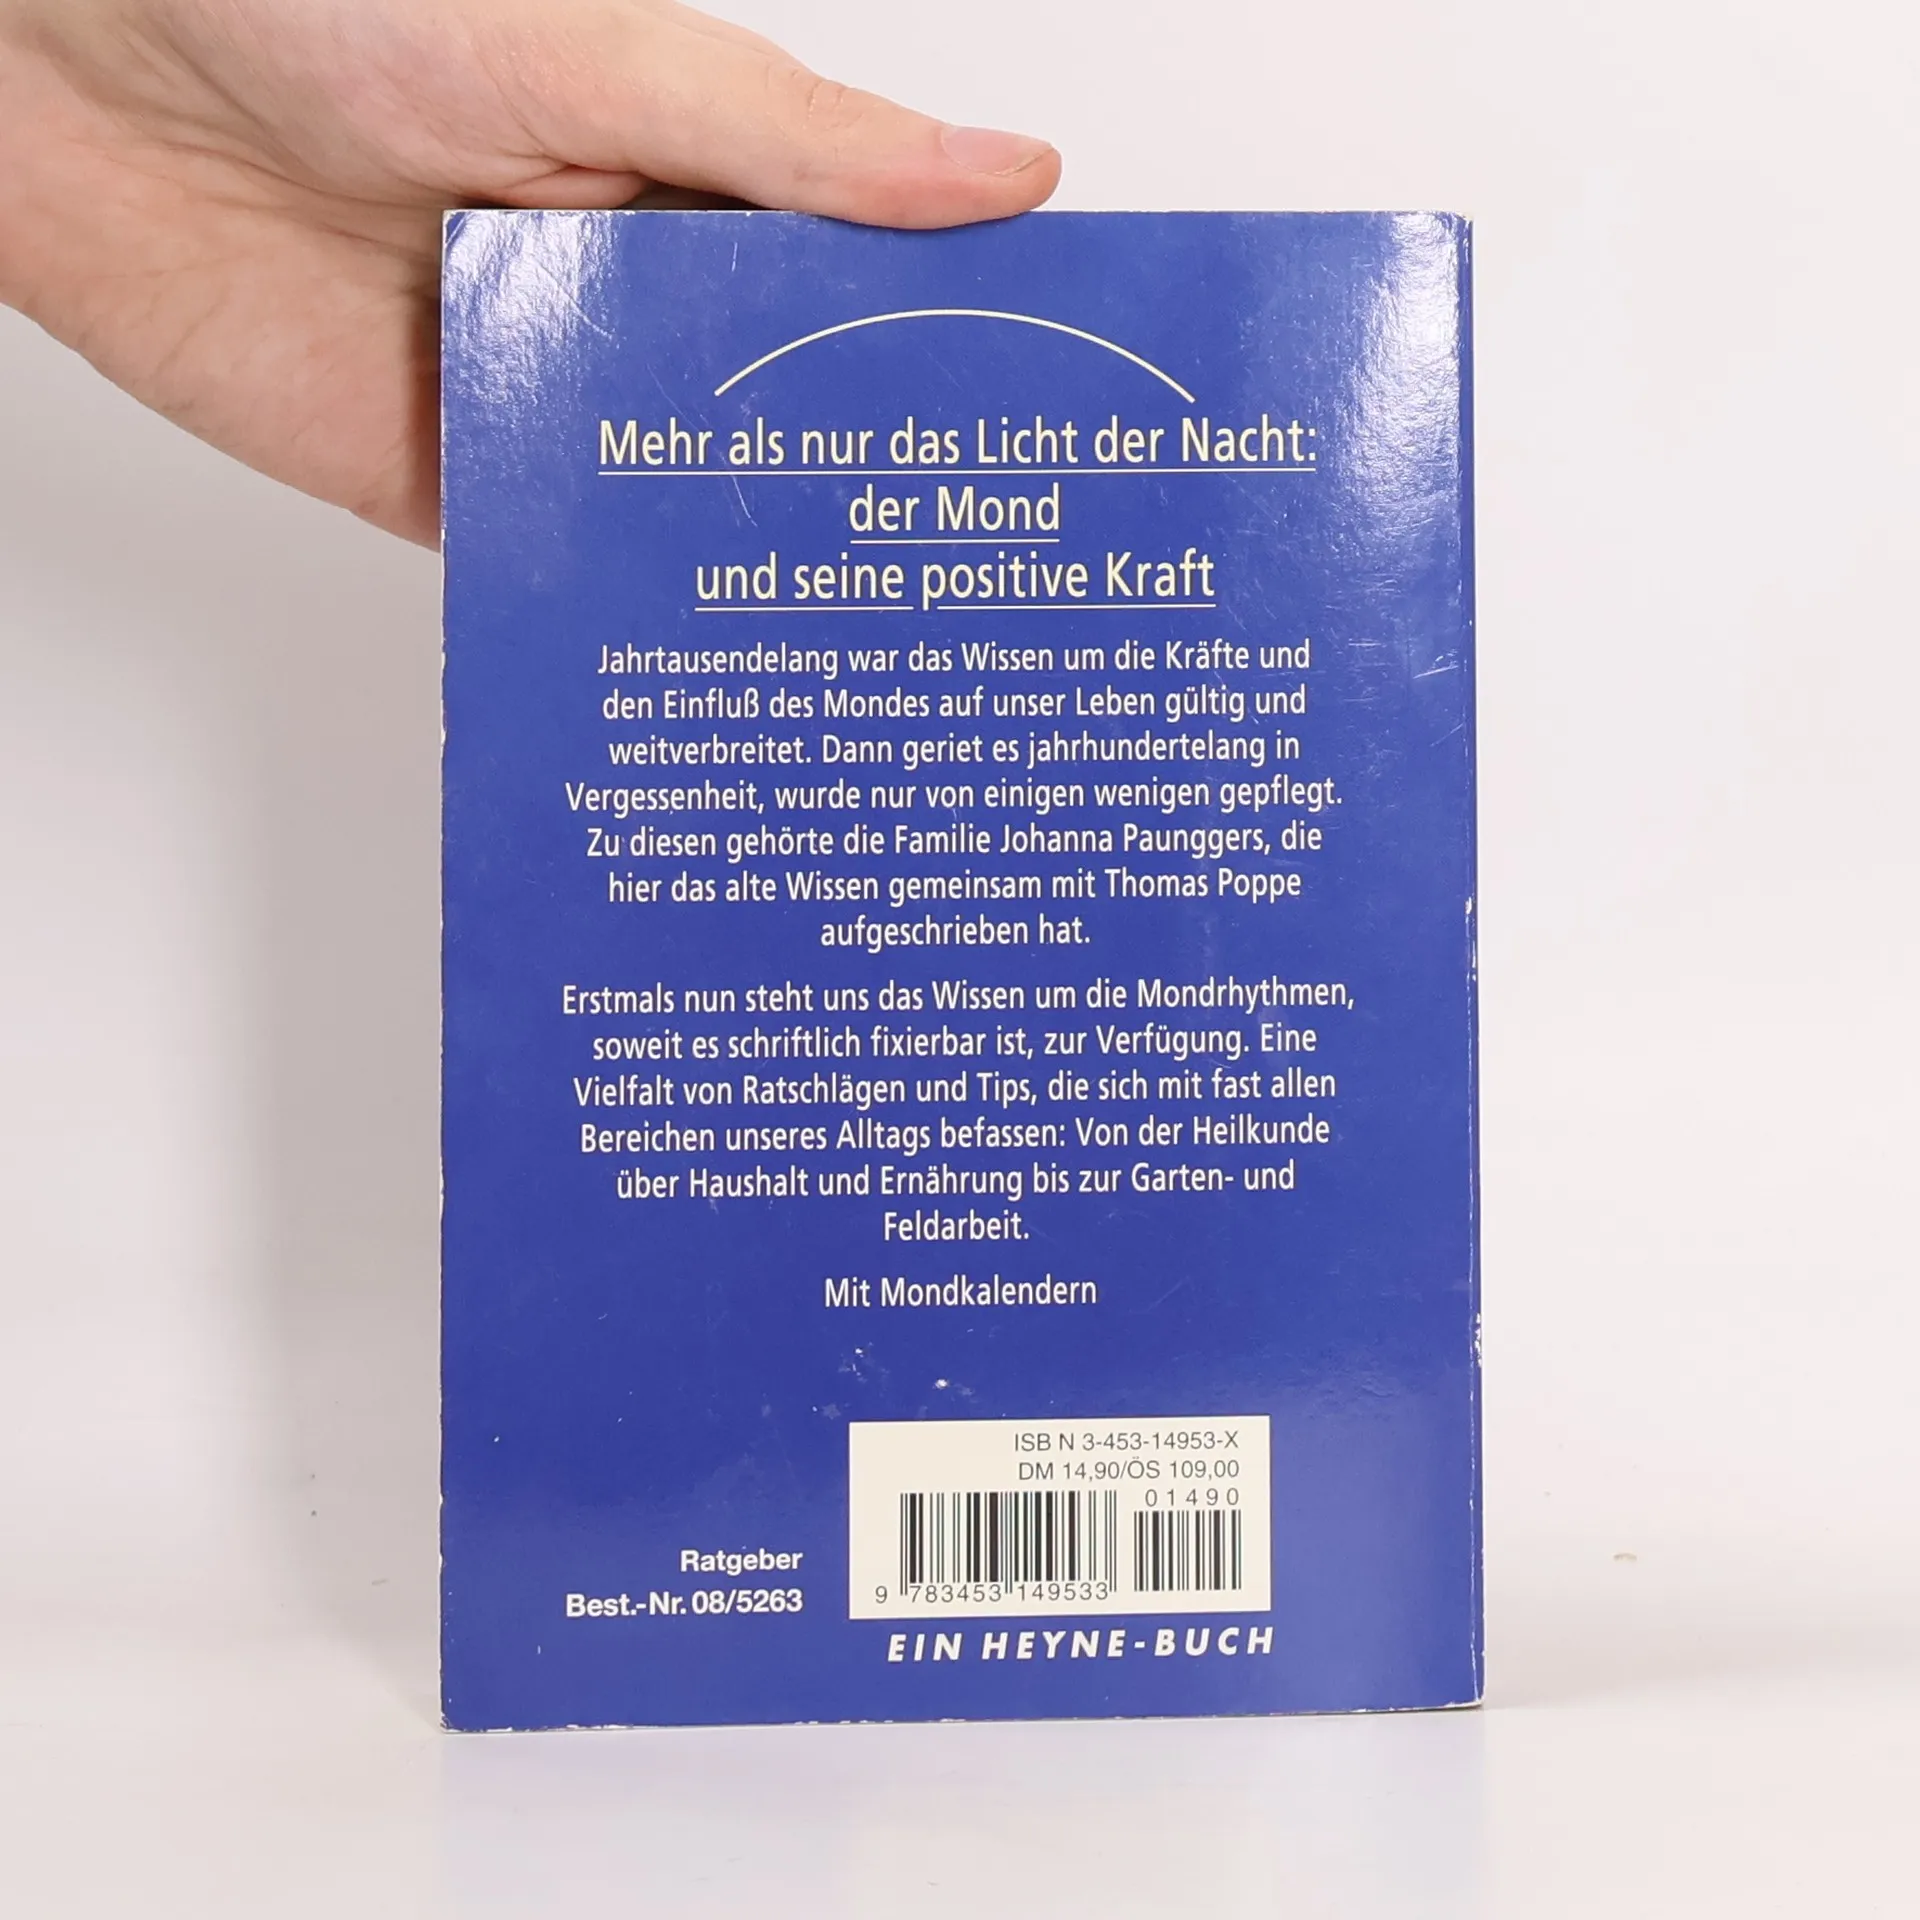 Mehr als nur das Licht der Nacht:
der Mond
und seine positive Kraft
Jahrtausendelang war das Wissen um die Kräfte und
den Einfluß des Mondes auf unser Leben gültig und
weitverbreitet. Dann geriet es jahrhundertelang in
Vergessenheit, wurde nur von einigen wenigen gepflegt.
Zu diesen gehörte die Familie Johanna Paunggers, die
hier das alte Wissen gemeinsam mit Thomas Poppe
aufgeschrieben hat.
Erstmals nun steht uns das Wissen um die Mondrhythmen,
soweit es schriftlich fixierbar ist, zur Verfügung. Eine
Vielfalt von Ratschlägen und Tips, die sich mit fast allen
Bereichen unseres Alltags befassen: Von der Heilkunde
über Haushalt und Ernährung bis zur Garten- und
Feldarbeit.
Mit Mondkalendern
ISBN 3-453-14953-X
DM 14,90/ÖS 109,00
01490
9 783453 149533
Ratgeber
Best.-Nr. 08/5263
EIN HEYNE-BUCH